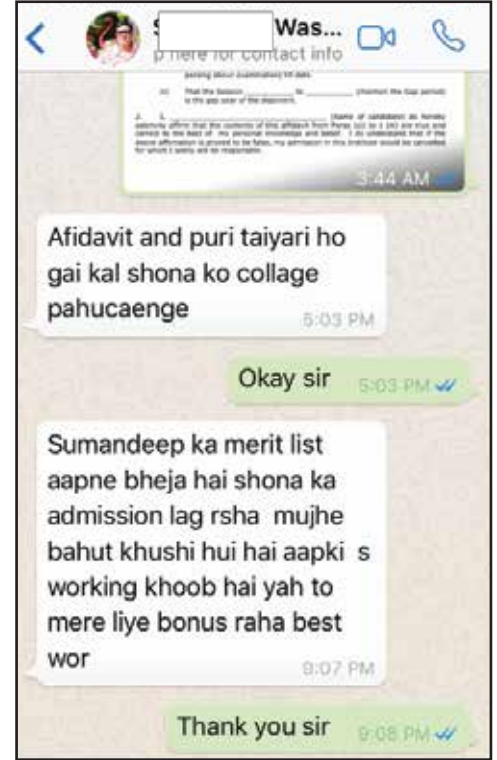 Was...
here for contact info
3:44 AM
Afidavit and puri taiyari ho
gai kal shona ko collage
pahucaenge
5:03 PM
Okay sir
5:03 PM
Sumandeep ka merit list
aapne bheja hai shona ka
admission lag rsha mujhe
bahut khushi hui hai aapki s
working khoob hai yah to
mere liye bonus raha best
wor
9:07 PM
Thank you sir
9:08 PM